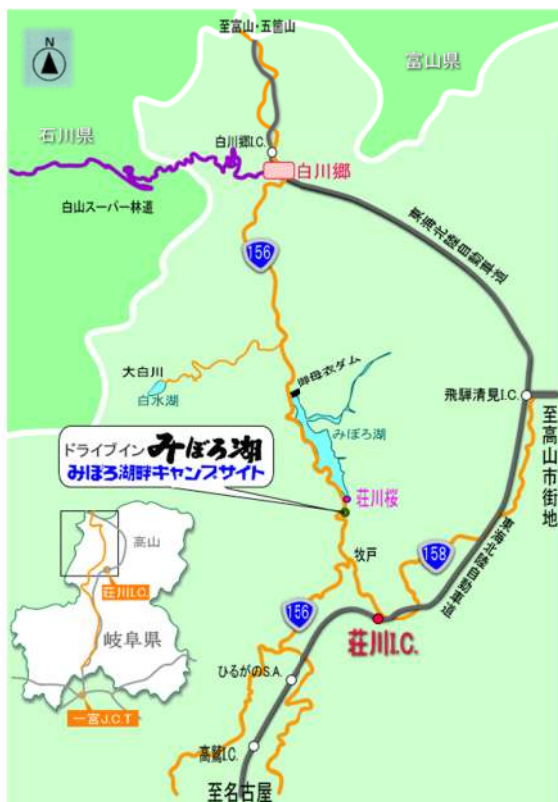 至富山・五箇山
N
富山県
石川県
白川郷I.C.
白川郷
白山スーパー林道
156
東海北陸自動車道
大白川
御母衣ダム
白水湖
みぼろ湖
飛騨清見I.C.
至高山市街地
ドライブイン みぼろ湖
みぼろ湖畔キャンプサイト
荘川桜
牧戸
158
東海北陸自動車道
高山
荘川I.C.
156
荘川I.C.
岐阜県
ひるがのS.A.
一宮J.C.T
高鷲I.C.
至名古屋